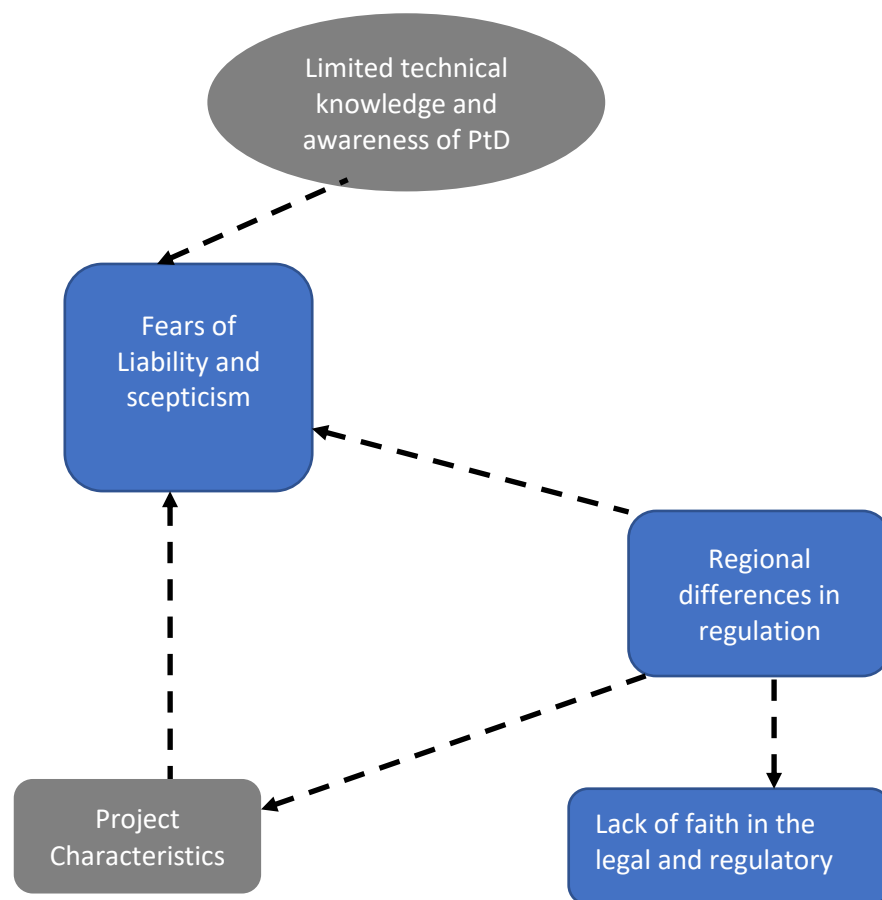 Limited technical
knowledge and
awareness of PtD
Fears of
Liability and
scepticism
Regional
differences in
regulation
Project
Characteristics
Lack of faith in the
legal and regulatory